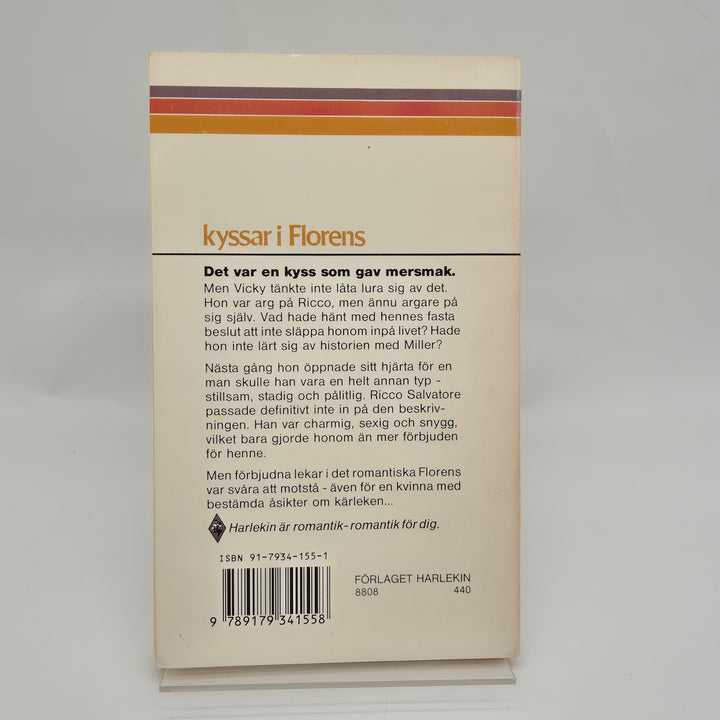 kyssar i Florens
Det var en kyss som gav mersmak.
Men Vicky tänkte inte låta lura sig av det.
Hon var arg på Ricco, men ännu argare på
sig själv. Vad hade hänt med hennes fasta
beslut att inte släppa honom inpå livet? Hade
hon inte lärt sig av historien med Miller?
Nästa gång hon öppnade sitt hjärta för en
man skulle han vara en helt annan typ -
stillsam, stadig och pålitlig. Ricco Salvatore
passade definitivt inte in på den beskriv-
ningen. Han var charmig, sexig och snygg,
vilket bara gjorde honom än mer förbjuden
för henne.
Men förbjudna lekar i det romantiska Florens
var svåra att motstå - även för en kvinna med
bestämda åsikter om kärleken...
Harlekin är romantik - romantik för dig.
ISBN 91-7934-155-1
9 789179 341558
FÖRLAGET HARLEKIN
8808 440